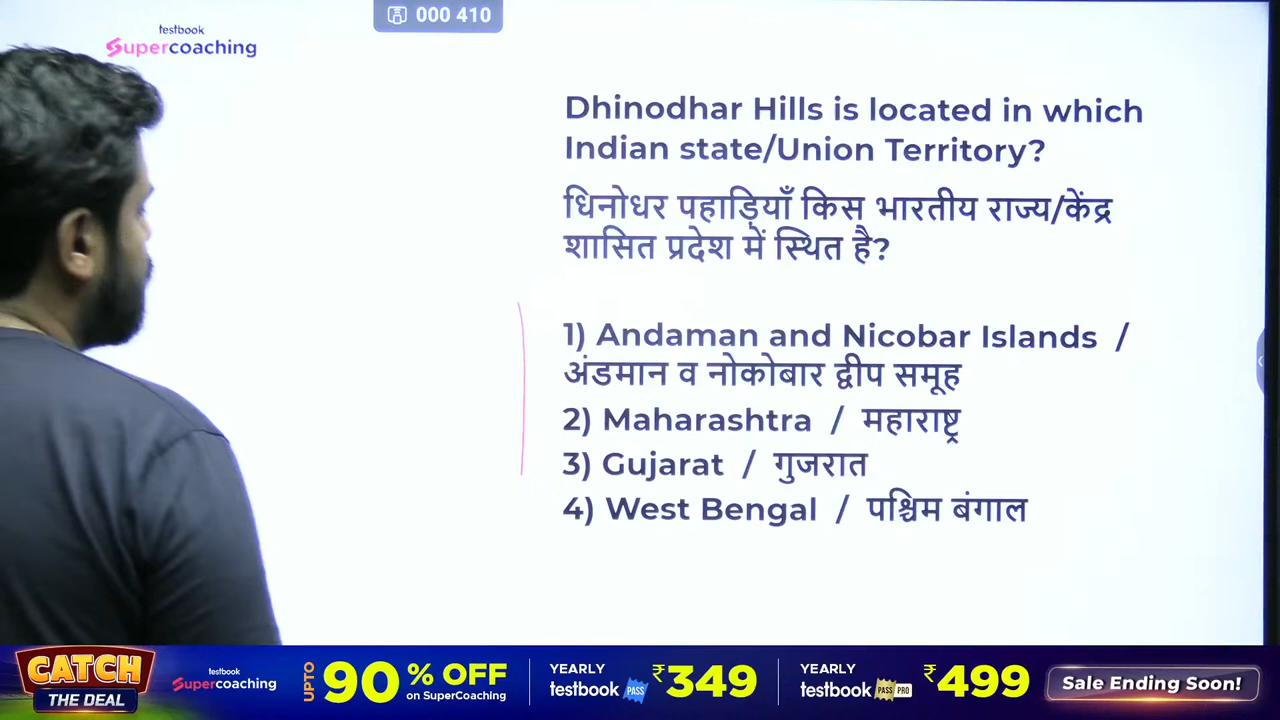 testbook
Supercoaching
000 410
Dhinodhar Hills is located in which
Indian state/Union Territory?
धिनोधर पहाड़ियाँ किस भारतीय राज्य/केंद्र
शासित प्रदेश में स्थित है?
1) Andaman and Nicobar Islands /
अंडमान व नोकोबार द्वीप समूह
2) Maharashtra / महाराष्ट्र
3) Gujarat / गुजरात
4) West Bengal / पश्चिम बंगाल
CATCH
THE DEAL
testbook
Supercoaching
UPTO
90 % OFF
on SuperCoaching
YEARLY
testbook PASS
₹349
YEARLY
testbook PASS PRO
₹499
Sale Ending Soon!